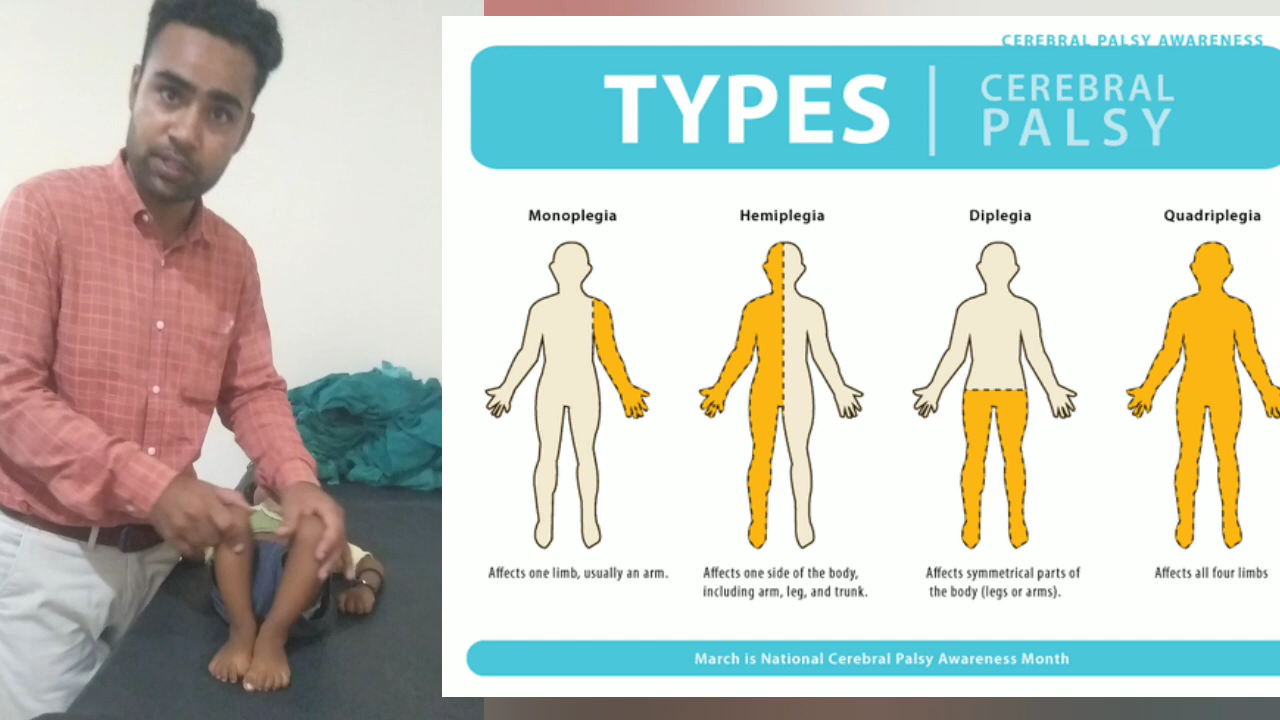 CEREBRAL PALSY AWARENESS
TYPES
CEREBRAL
PALSY
Monoplegia
Hemiplegia
Diplegia
Quadriplegia
Affects one limb, usually an arm.
Affects one side of the body,
including arm, leg, and trunk.
Affects symmetrical parts of
the body (legs or arms).
Affects all four limbs
March is National Cerebral Palsy Awareness Month